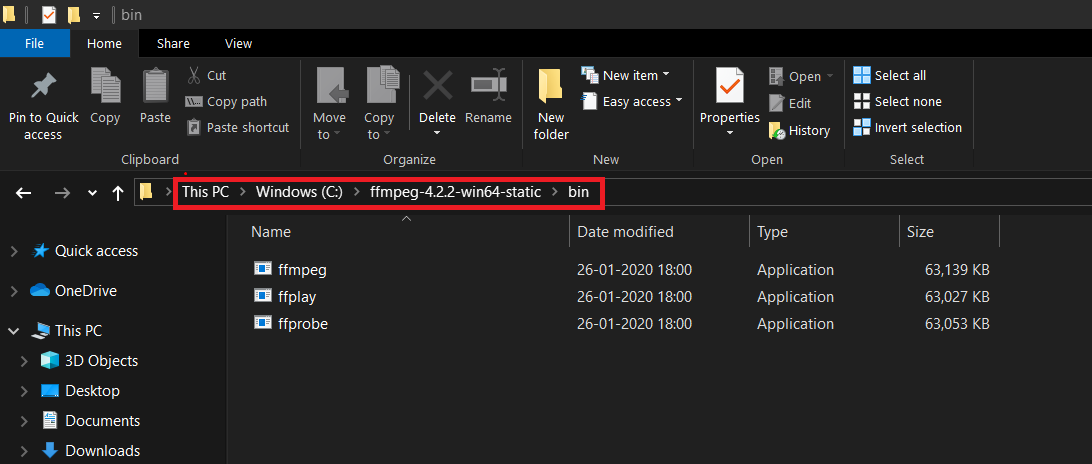 bin
File Home Share View
Pin to Quick access
Copy
Paste
Cut
Copy path
Paste shortcut
Clipboard
Move to
Copy to
Delete
Rename
Organize
New folder
New item
Easy access
New
Properties
Open
Edit
History
Open
Select all
Select none
Invert selection
Select
This PC Windows (C:) ffmpeg-4.2.2-win64-static bin
Quick access
OneDrive
This PC
3D Objects
Desktop
Documents
Downloads
Name Date modified Type Size
ffmpeg 26-01-2020 18:00 Application 63,139 KB
ffplay 26-01-2020 18:00 Application 63,027 KB
ffprobe 26-01-2020 18:00 Application 63,053 KB